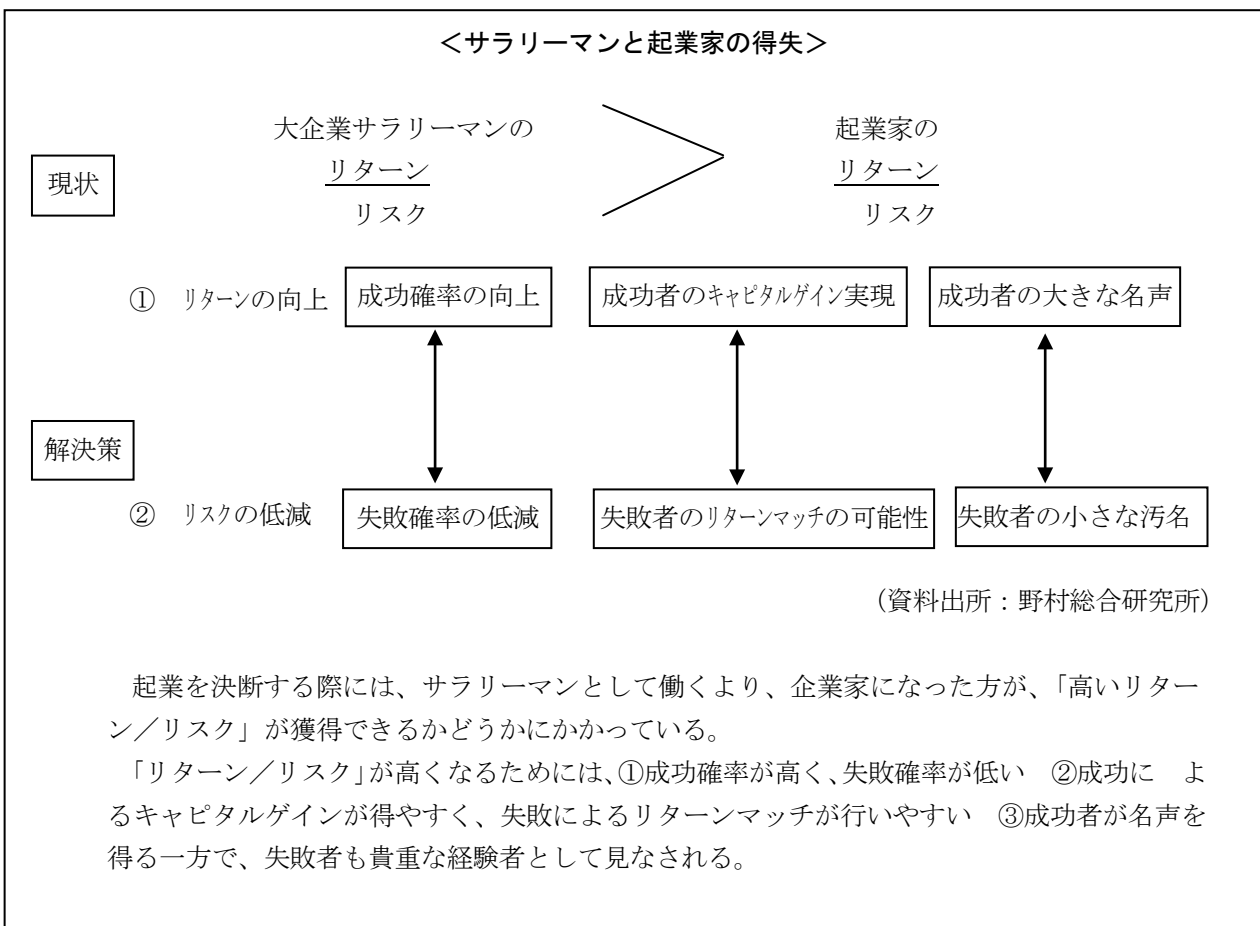 ＜サラリーマンと起業家の得失＞
大企業サラリーマンの
リターン
リスク
起業家の
リターン
リスク
現状
① リターンの向上
成功確率の向上
成功者のキャピタルゲイン実現
成功者の大きな名声
解決策
② リスクの低減
失敗確率の低減
失敗者のリターンマッチの可能性
失敗者の小さな汚名
（資料出所：野村総合研究所）
起業を決断する際には、サラリーマンとして働くより、企業家になった方が、「高いリター
ン／リスク」が獲得できるかどうかにかかっている。
「リターン／リスク」が高くなるためには、①成功確率が高く、失敗確率が低い　②成功に　よ
るキャピタルゲインが得やすく、失敗によるリターンマッチが行いやすい　③成功者が名声を
得る一方で、失敗者も貴重な経験者として見なされる。